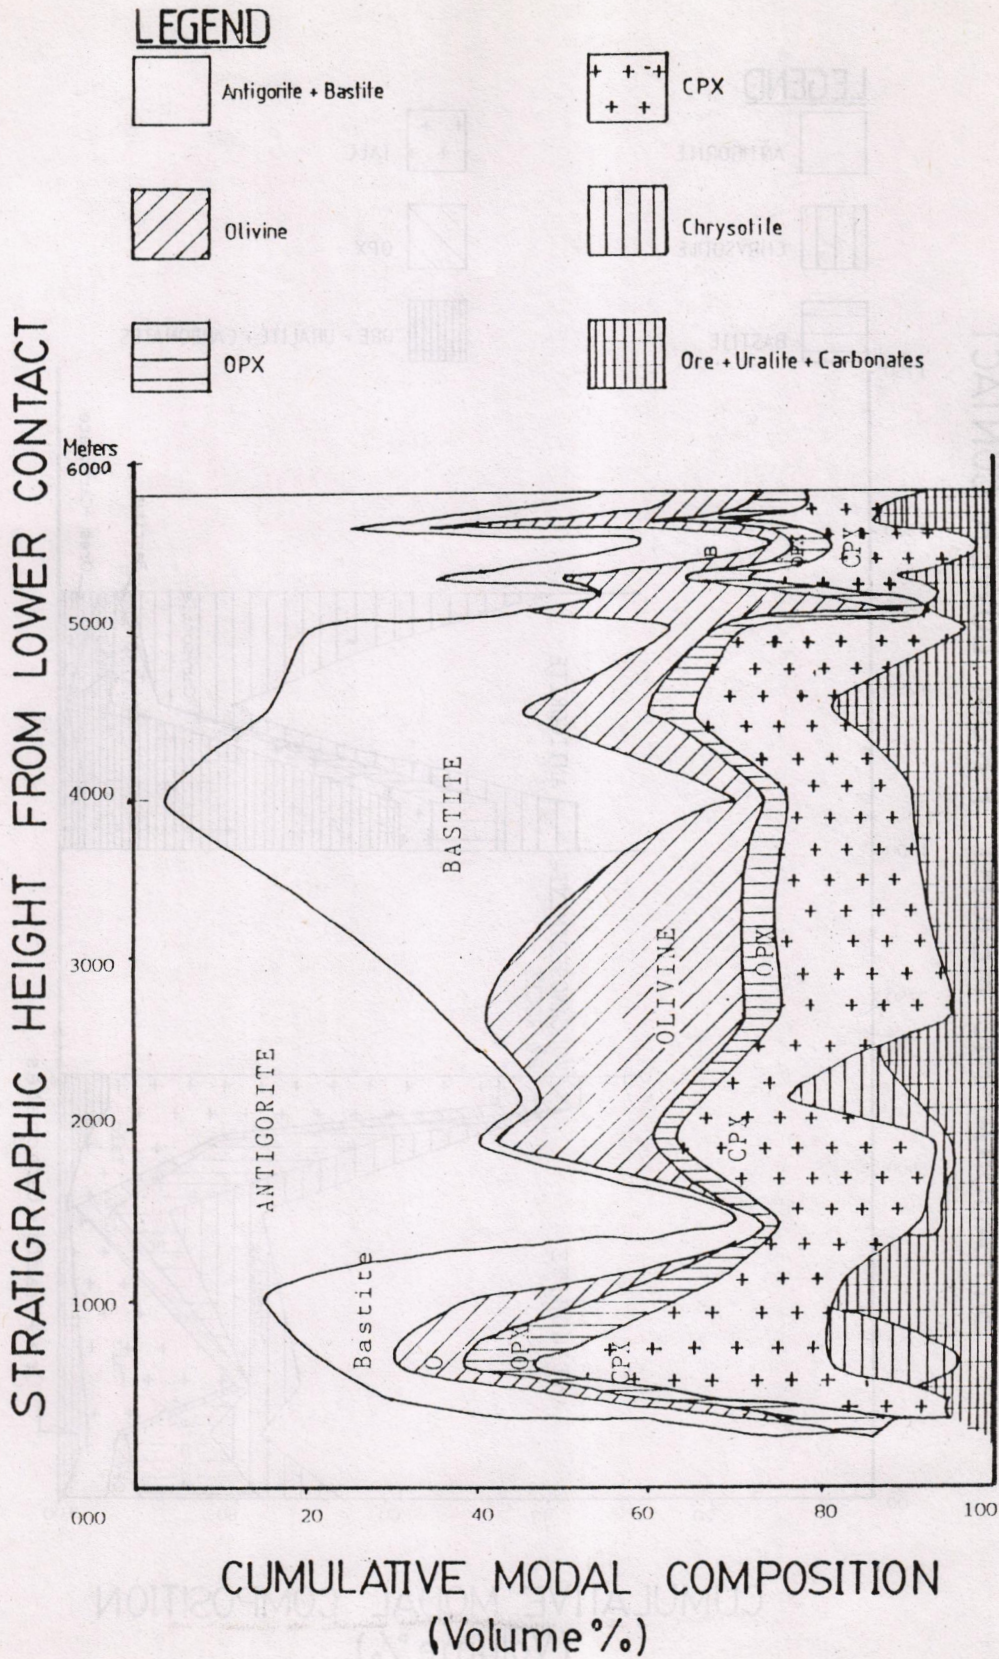 LEGEND
Antigorite + Bastite
CPX
Olivine
Chrysotile
OPX
Ore + Uralite + Carbonates
STRATIGRAPHIC HEIGHT FROM LOWER CONTACT
Meters
6000
5000
4000
3000
2000
1000
000
20
40
60
80
100
B
OPX
CPX
BASTITE
OLIVINE
OPX
ANTIGORITE
CPX
Bastite
O
OPX
CPX
CUMULATIVE MODAL COMPOSITION
(Volume %)